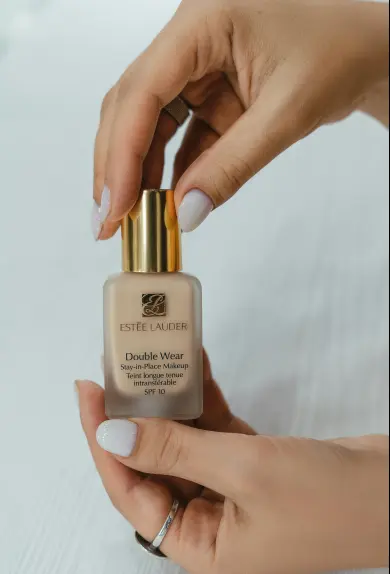 ESTĒE LAUDER
Double Wear
Stay-in-Place Makeup
Teint longue tenue
intransférable
SPF 10